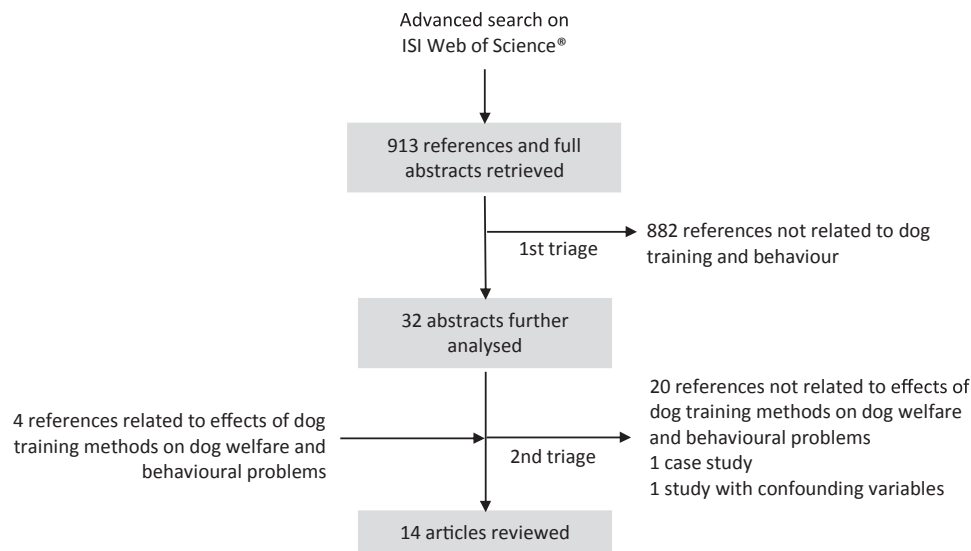 Advanced search on
ISI Web of Science®
913 references and full
abstracts retrieved
1st triage
882 references not related to dog
training and behaviour
32 abstracts further
analysed
4 references related to effects of dog
training methods on dog welfare and
behavioural problems
2nd triage
20 references not related to effects of
dog training methods on dog welfare
and behavioural problems
1 case study
1 study with confounding variables
14 articles reviewed